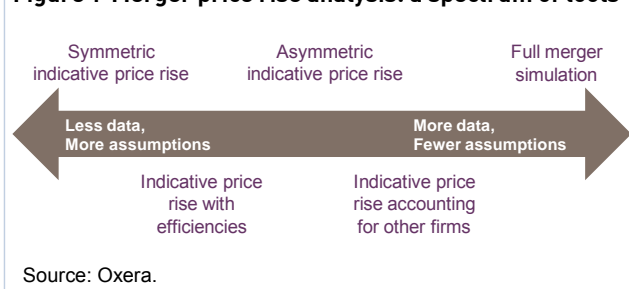 Figure 1 Merger price rise analysis: a spectrum of tests
Symmetric
indicative price rise
Asymmetric
indicative price rise
Full merger
simulation
Less data,
More assumptions
More data,
Fewer assumptions
Indicative price
rise with
efficiencies
Indicative price
rise accounting
for other firms
Source: Oxera.